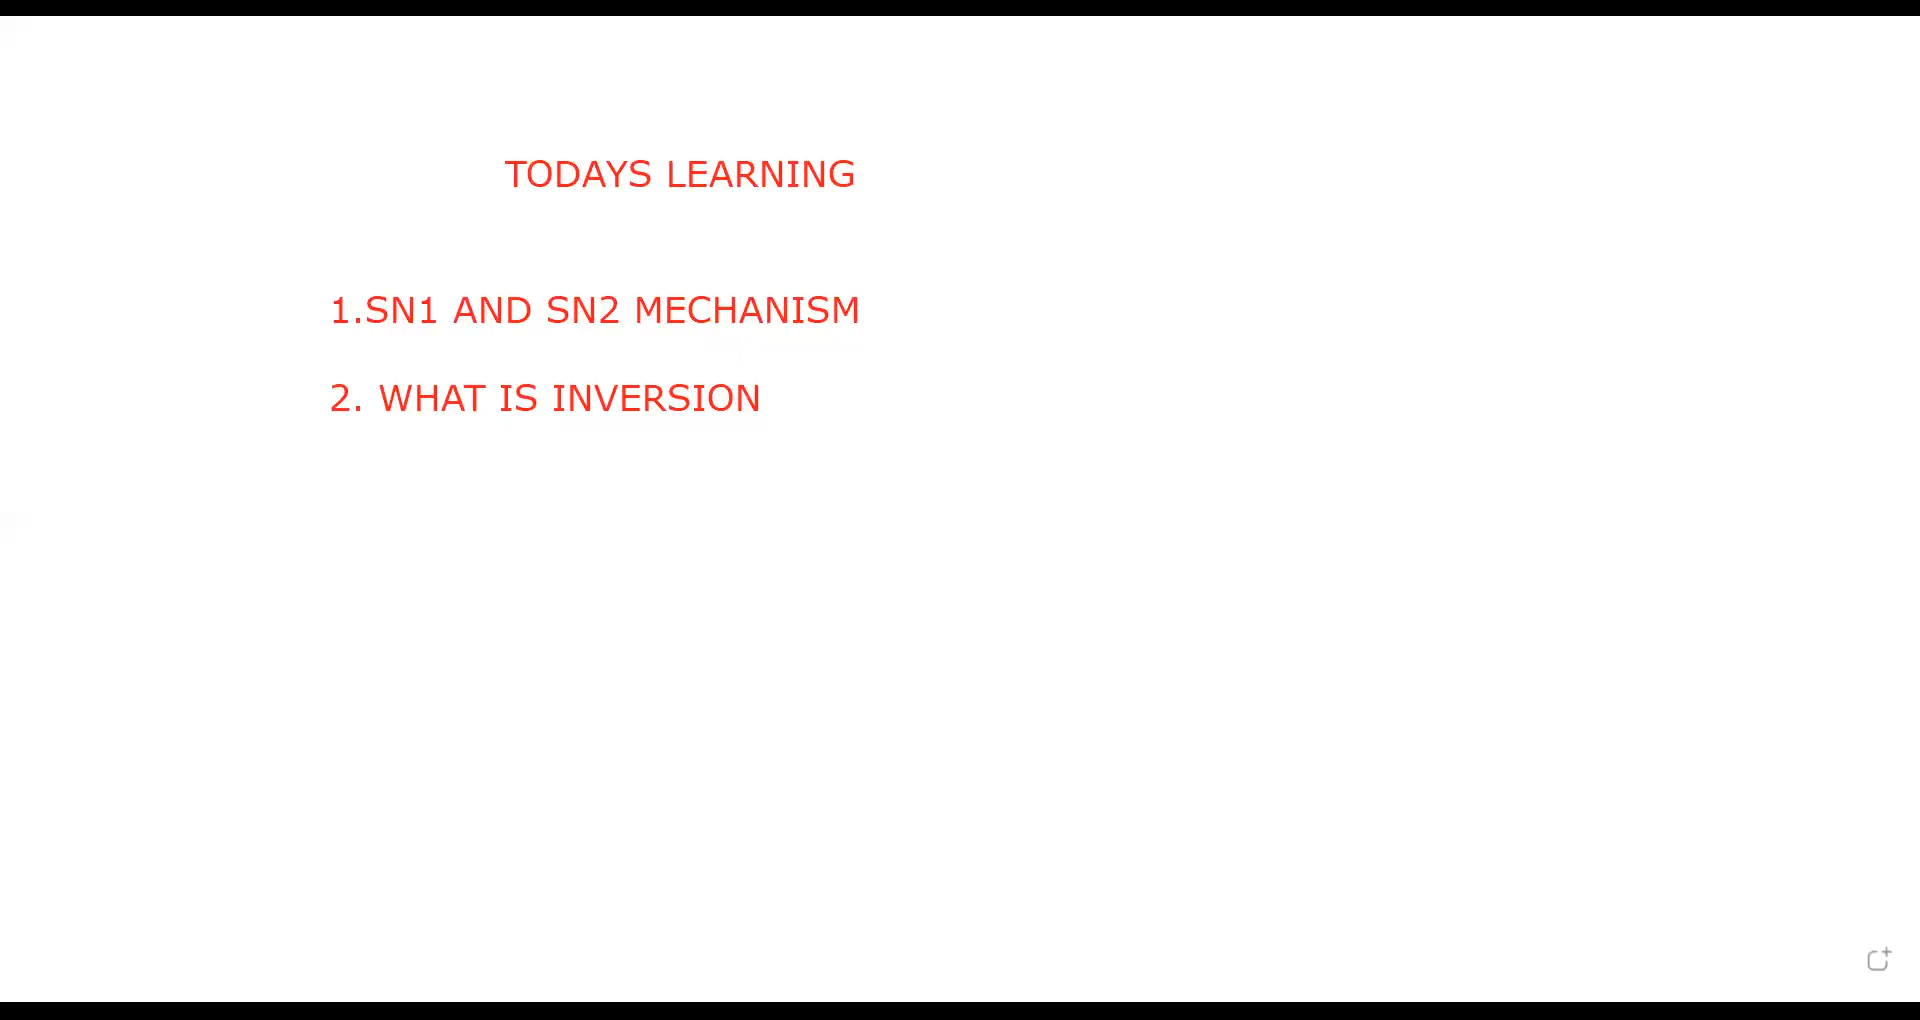 TODAYS LEARNING
1.SN1 AND SN2 MECHANISM
2. WHAT IS INVERSION